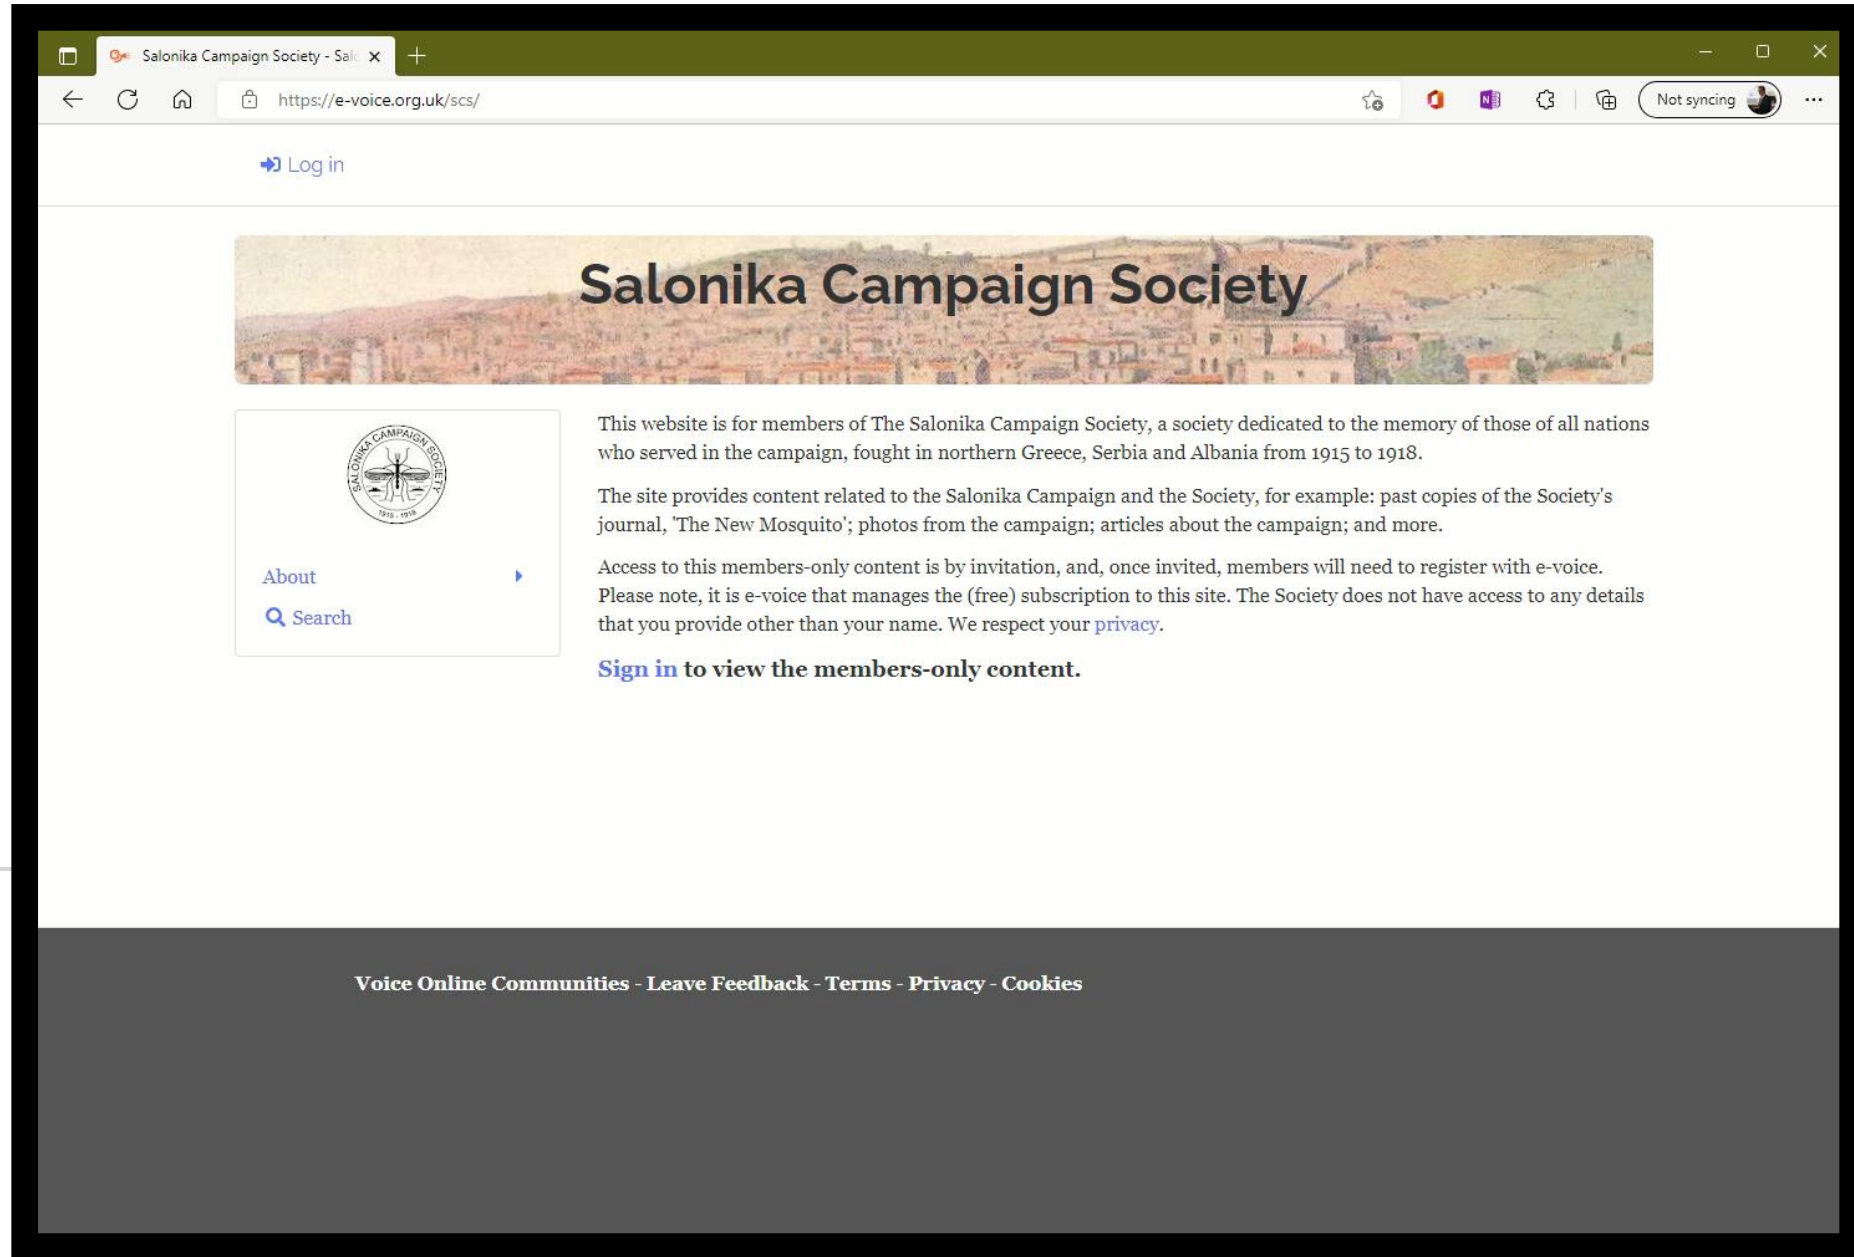 Salonika Campaign Society - Sal
https://e-voice.org.uk/scs/
Not syncing
Log in
Salonika Campaign Society
SALONIKA CAMPAIGN SOCIETY
1915 - 1918
About
Search
This website is for members of The Salonika Campaign Society, a society dedicated to the memory of those of all nations
who served in the campaign, fought in northern Greece, Serbia and Albania from 1915 to 1918.
The site provides content related to the Salonika Campaign and the Society, for example: past copies of the Society's
journal, 'The New Mosquito'; photos from the campaign; articles about the campaign; and more.
Access to this members-only content is by invitation, and, once invited, members will need to register with e-voice.
Please note, it is e-voice that manages the (free) subscription to this site. The Society does not have access to any details
that you provide other than your name. We respect your privacy.
Sign in to view the members-only content.
Voice Online Communities - Leave Feedback - Terms - Privacy - Cookies